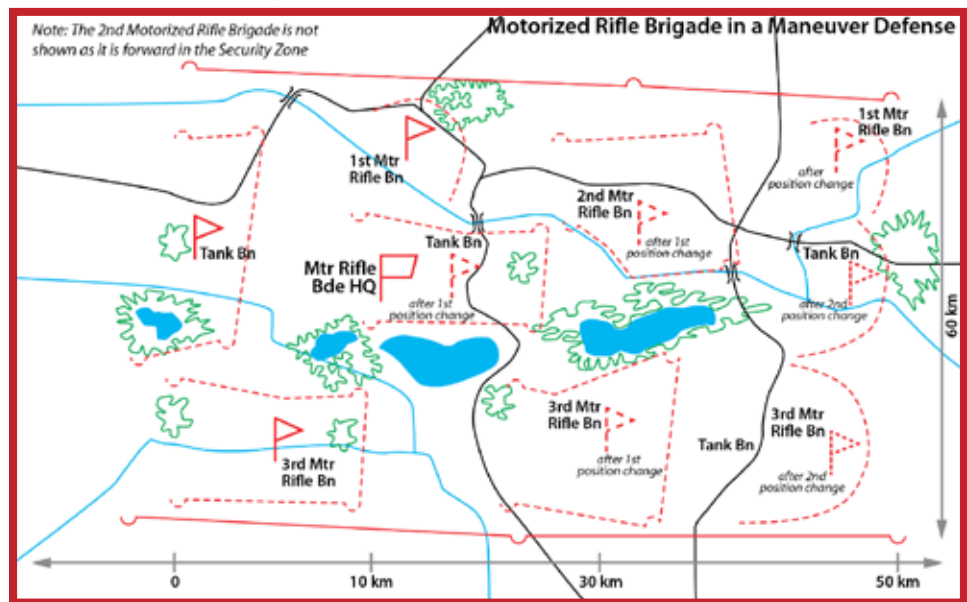 Note: The 2nd Motorized Rifle Brigade is not
shown as it is forward in the Security Zone
Motorized Rifle Brigade in a Maneuver Defense
1st Mtr
Rifle Bn
1st Mtr
Rifle Bn
after
position change
2nd Mtr
Rifle Bn
after 1st
position change
Tank Bn
Tank Bn
after 1st
position change
Mtr Rifle
Bde HQ
Tank Bn
after 2nd
position change
60 km
3rd Mtr
Rifle Bn
3rd Mtr
Rifle Bn
after 1st
position change
Tank Bn
3rd Mtr
Rifle Bn
after 2nd
position change
0
10 km
30 km
50 km